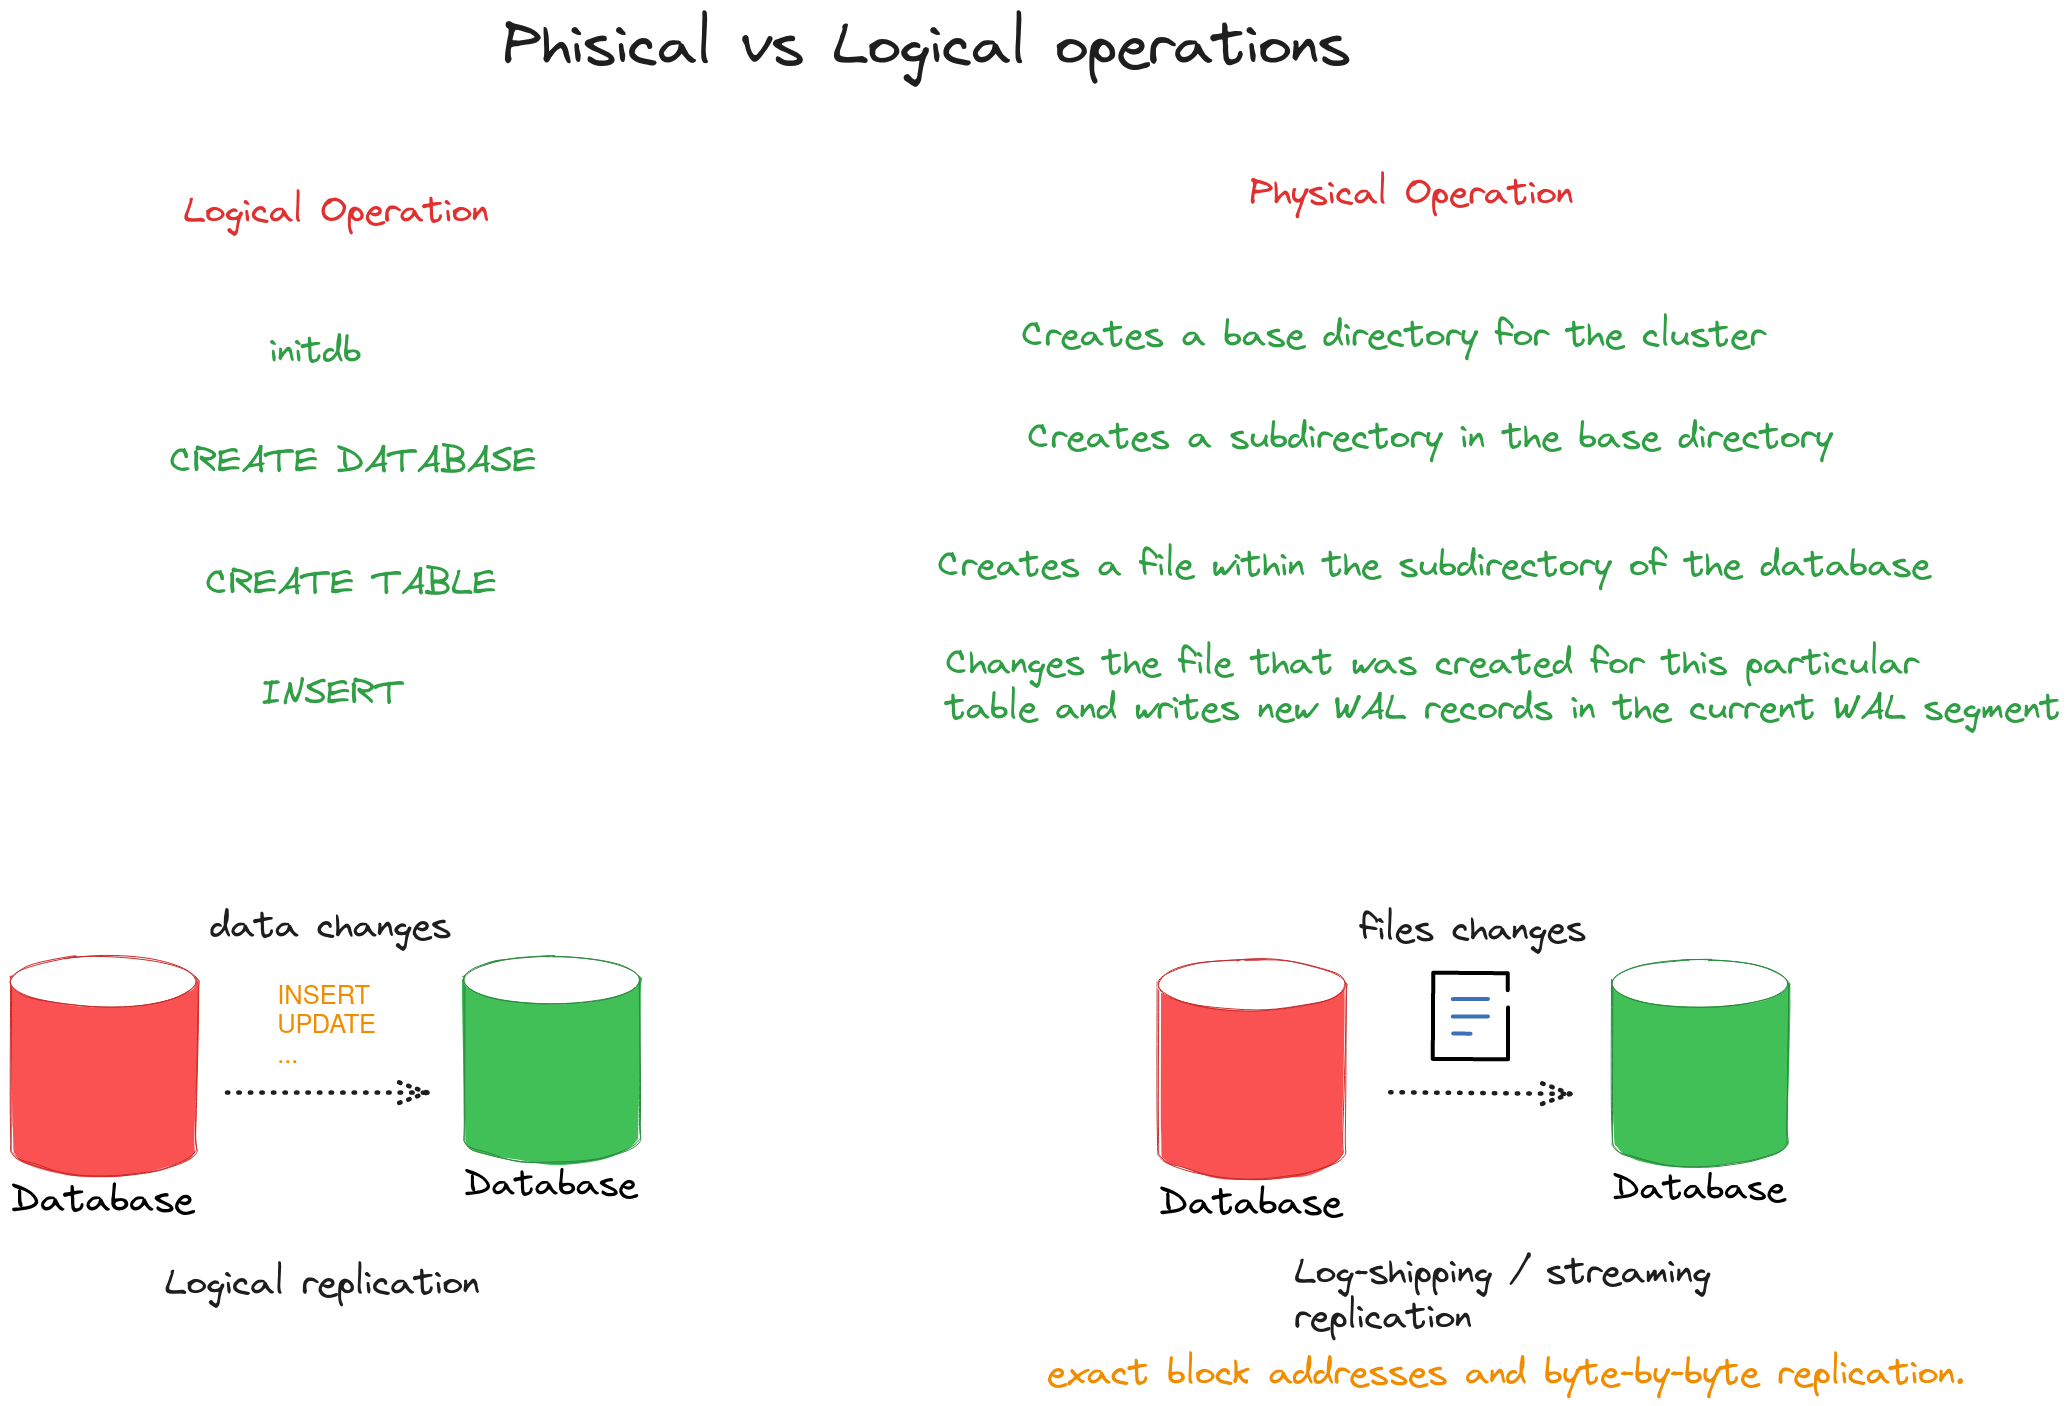 Phisical vs Logical operations
Logical Operation
Physical Operation
initdb
Creates a base directory for the cluster
CREATE DATABASE
Creates a subdirectory in the base directory
CREATE TABLE
Creates a file within the subdirectory of the database
INSERT
Changes the file that was created for this particular
table and writes new WAL records in the current WAL segment
data changes
INSERT
UPDATE
...
Database
Database
Logical replication
files changes
Database
Database
Log-shipping / streaming
replication
exact block addresses and byte-by-byte replication.